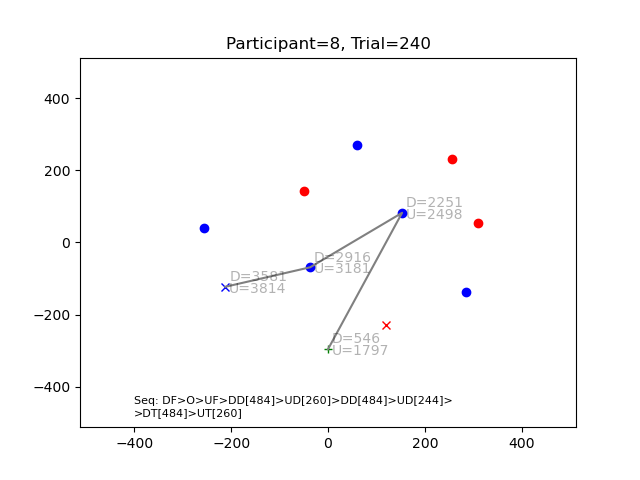 Participant=8, Trial=240
400
200
0
−200
−400
D=2251
U=2498
D=2916
U=3181
D=3581
U=3814
D=546
U=1797
Seq: DF>O>UF>DD[484]>UD[260]>DD[484]>UD[244]>
>DT[484]>UT[260]
−400
−200
0
200
400